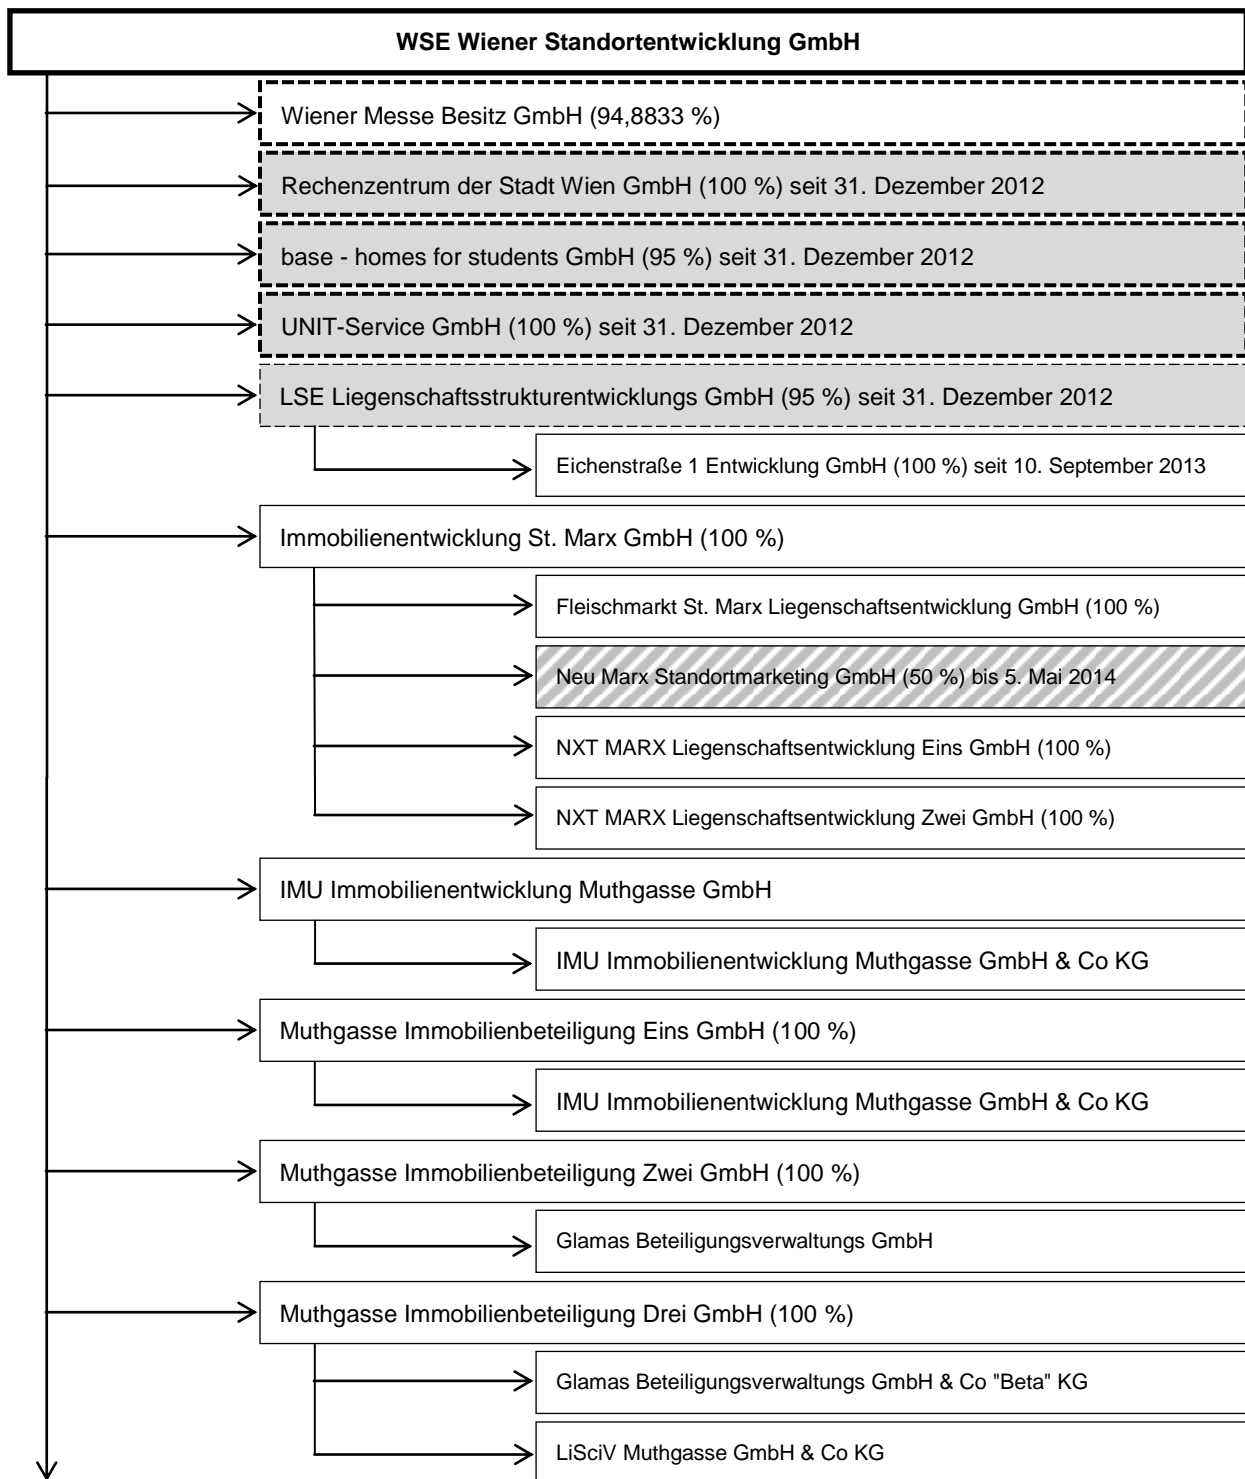 WSE Wiener Standortentwicklung GmbH
Wiener Messe Besitz GmbH (94,8833 %)
Rechenzentrum der Stadt Wien GmbH (100 %) seit 31. Dezember 2012
base - homes for students GmbH (95 %) seit 31. Dezember 2012
UNIT-Service GmbH (100 %) seit 31. Dezember 2012
LSE Liegenschaftsstrukturentwicklungs GmbH (95 %) seit 31. Dezember 2012
Eichenstraße 1 Entwicklung GmbH (100 %) seit 10. September 2013
Immobilienentwicklung St. Marx GmbH (100 %)
Fleischmarkt St. Marx Liegenschaftsentwicklung GmbH (100 %)
Neu Marx Standortmarketing GmbH (50 %) bis 5. Mai 2014
NXT MARX Liegenschaftsentwicklung Eins GmbH (100 %)
NXT MARX Liegenschaftsentwicklung Zwei GmbH (100 %)
IMU Immobilienentwicklung Muthgasse GmbH
IMU Immobilienentwicklung Muthgasse GmbH & Co KG
Muthgasse Immobilienbeteiligung Eins GmbH (100 %)
IMU Immobilienentwicklung Muthgasse GmbH & Co KG
Muthgasse Immobilienbeteiligung Zwei GmbH (100 %)
Glamas Beteiligungsverwaltungs GmbH
Muthgasse Immobilienbeteiligung Drei GmbH (100 %)
Glamas Beteiligungsverwaltungs GmbH & Co "Beta" KG
LiSciV Muthgasse GmbH & Co KG